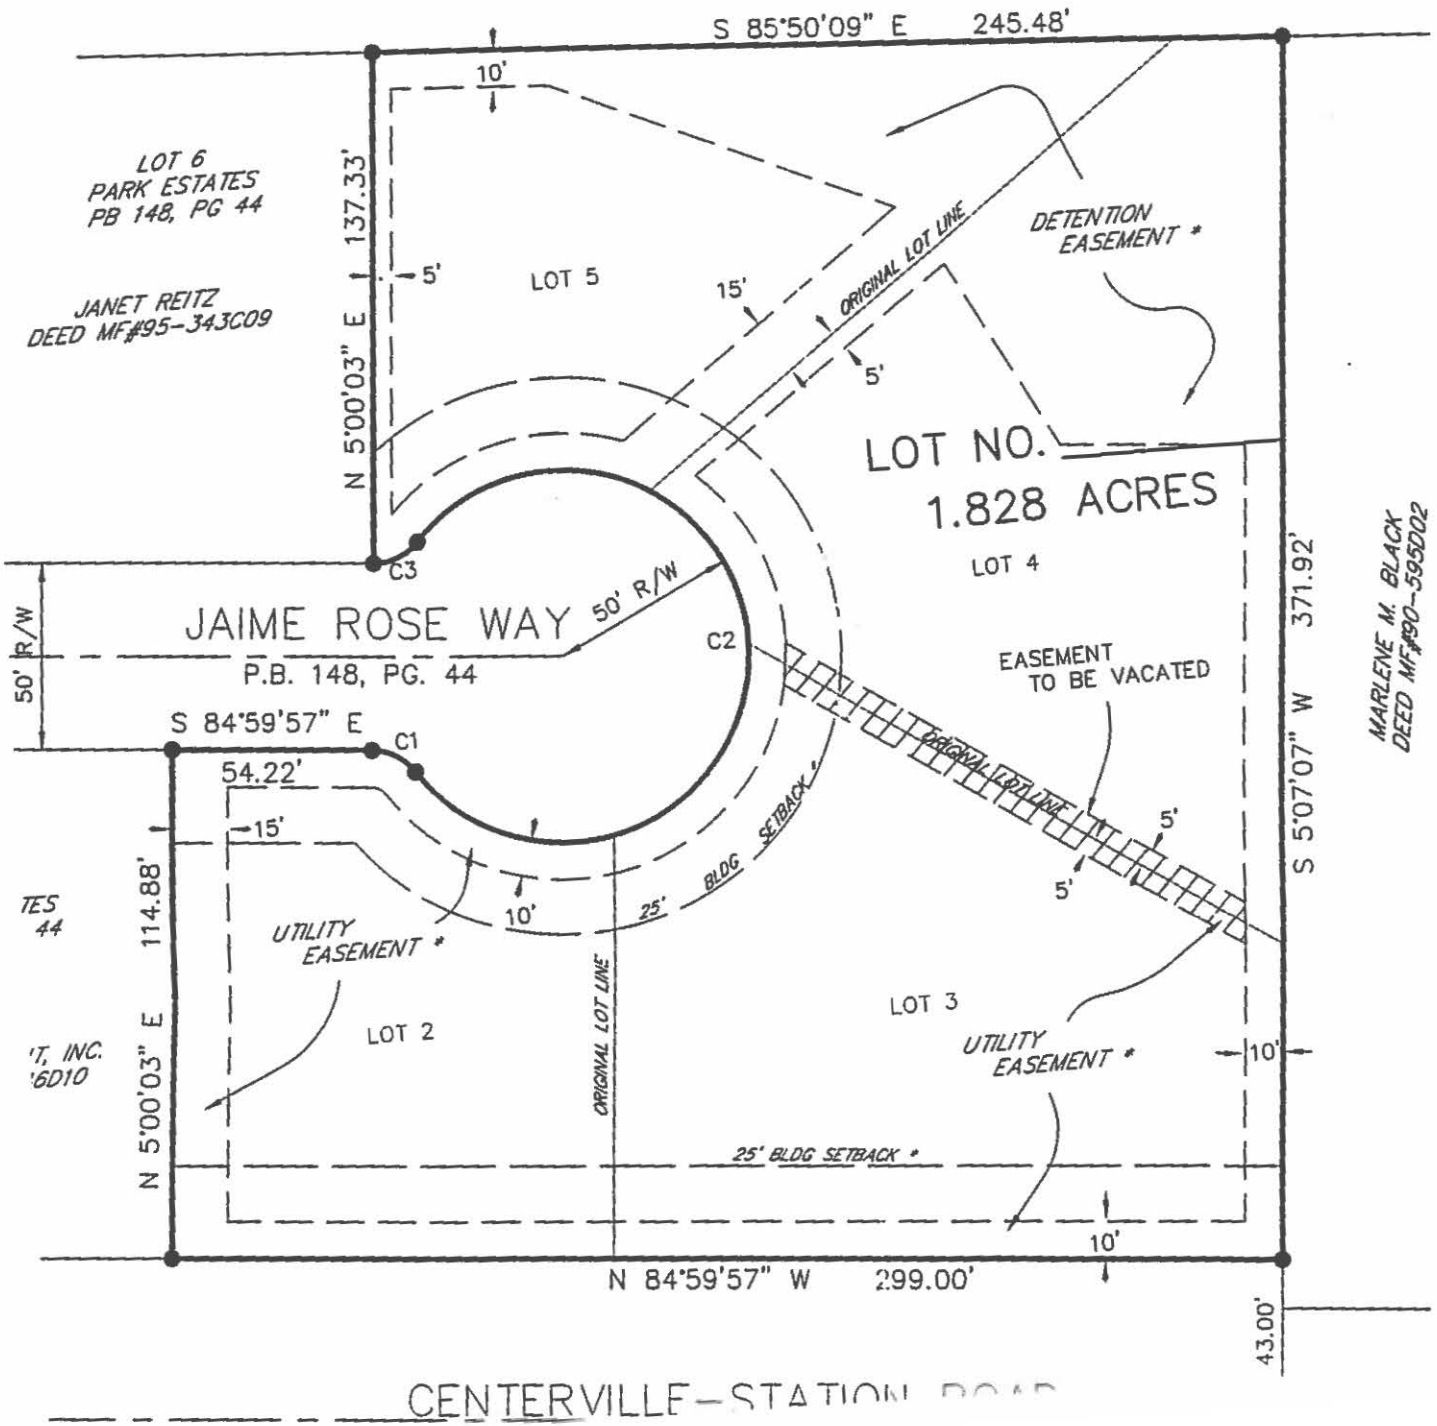 S 85°50'09" E 245.48'
10'
LOT 6
PARK ESTATES
PB 148, PG 44
137.33'
DETENTION
EASEMENT *
ORIGINAL LOT LINE
5'
LOT 5
15'
JANET REITZ
DEED MF#95-343C09
N 5°00'03" E
5'
LOT NO.
1.828 ACRES
LOT 4
MARLENE M. BLACK
DEED MF#90-595D02
C3
371.92'
50' R/W
JAIME ROSE WAY
50' R/W
C2
P.B. 148, PG. 44
EASEMENT
TO BE VACATED
S 84°59'57" E
C1
54.22'
ORIGINAL LOT LINE
S 5°07'07" W
15'
SETBACK *
BLDG
25'
5'
5'
114.88'
TES
44
10'
UTILITY
EASEMENT *
ORIGINAL LOT LINE
LOT 3
LOT 2
'T, INC.
'6D10
N 5°00'03" E
UTILITY
EASEMENT *
10'
25' BLDG SETBACK *
10'
N 84°59'57" W 299.00'
43.00'
CENTERVILLE-STATION ROAD